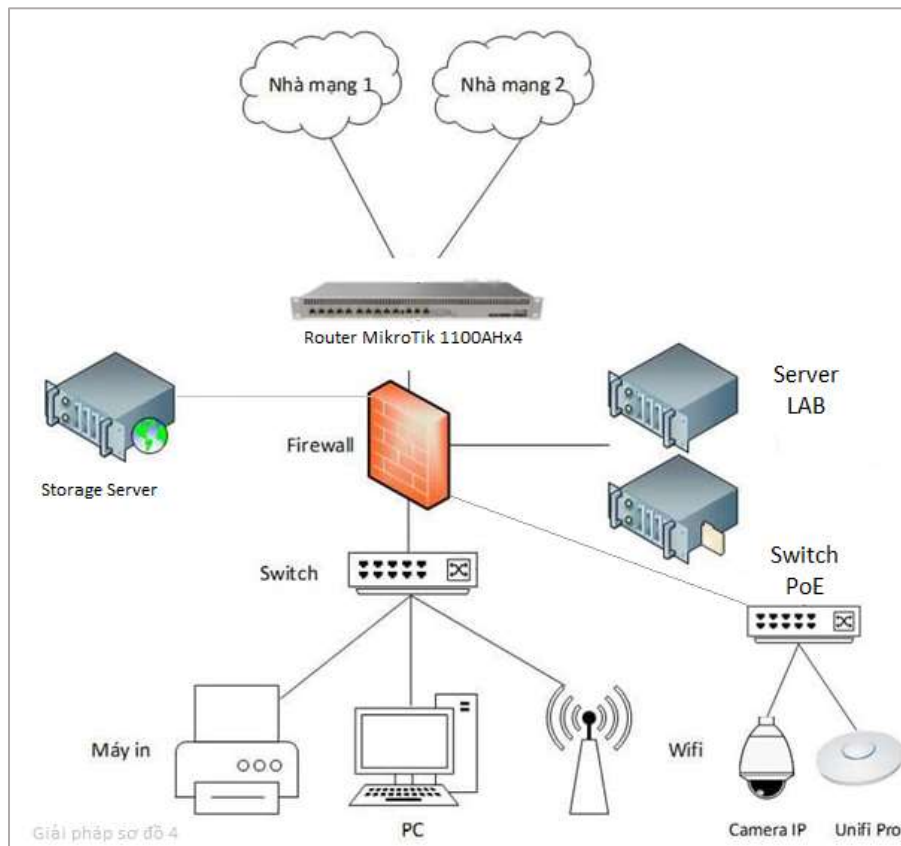 Nhà mạng 1
Nhà mạng 2
Router MikroTik 1100AHx4
Server
LAB
Firewall
Storage Server
Switch
Switch
PoE
Máy in
Wifi
PC
Camera IP
Unifi Pro
Giải pháp sơ đồ 4